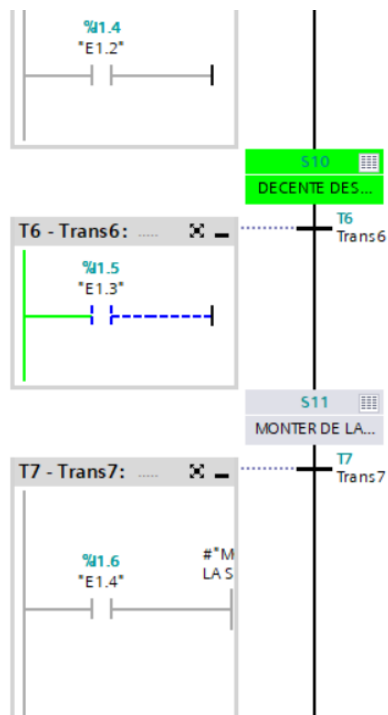 %I1.4
"E1.2"
S10
DECENTE DES...
T6 - Trans6: .....
T6
Trans6
%I1.5
"E1.3"
S11
MONTER DE LA...
T7 - Trans7: .....
T7
Trans7
#"M
LA S
%I1.6
"E1.4"